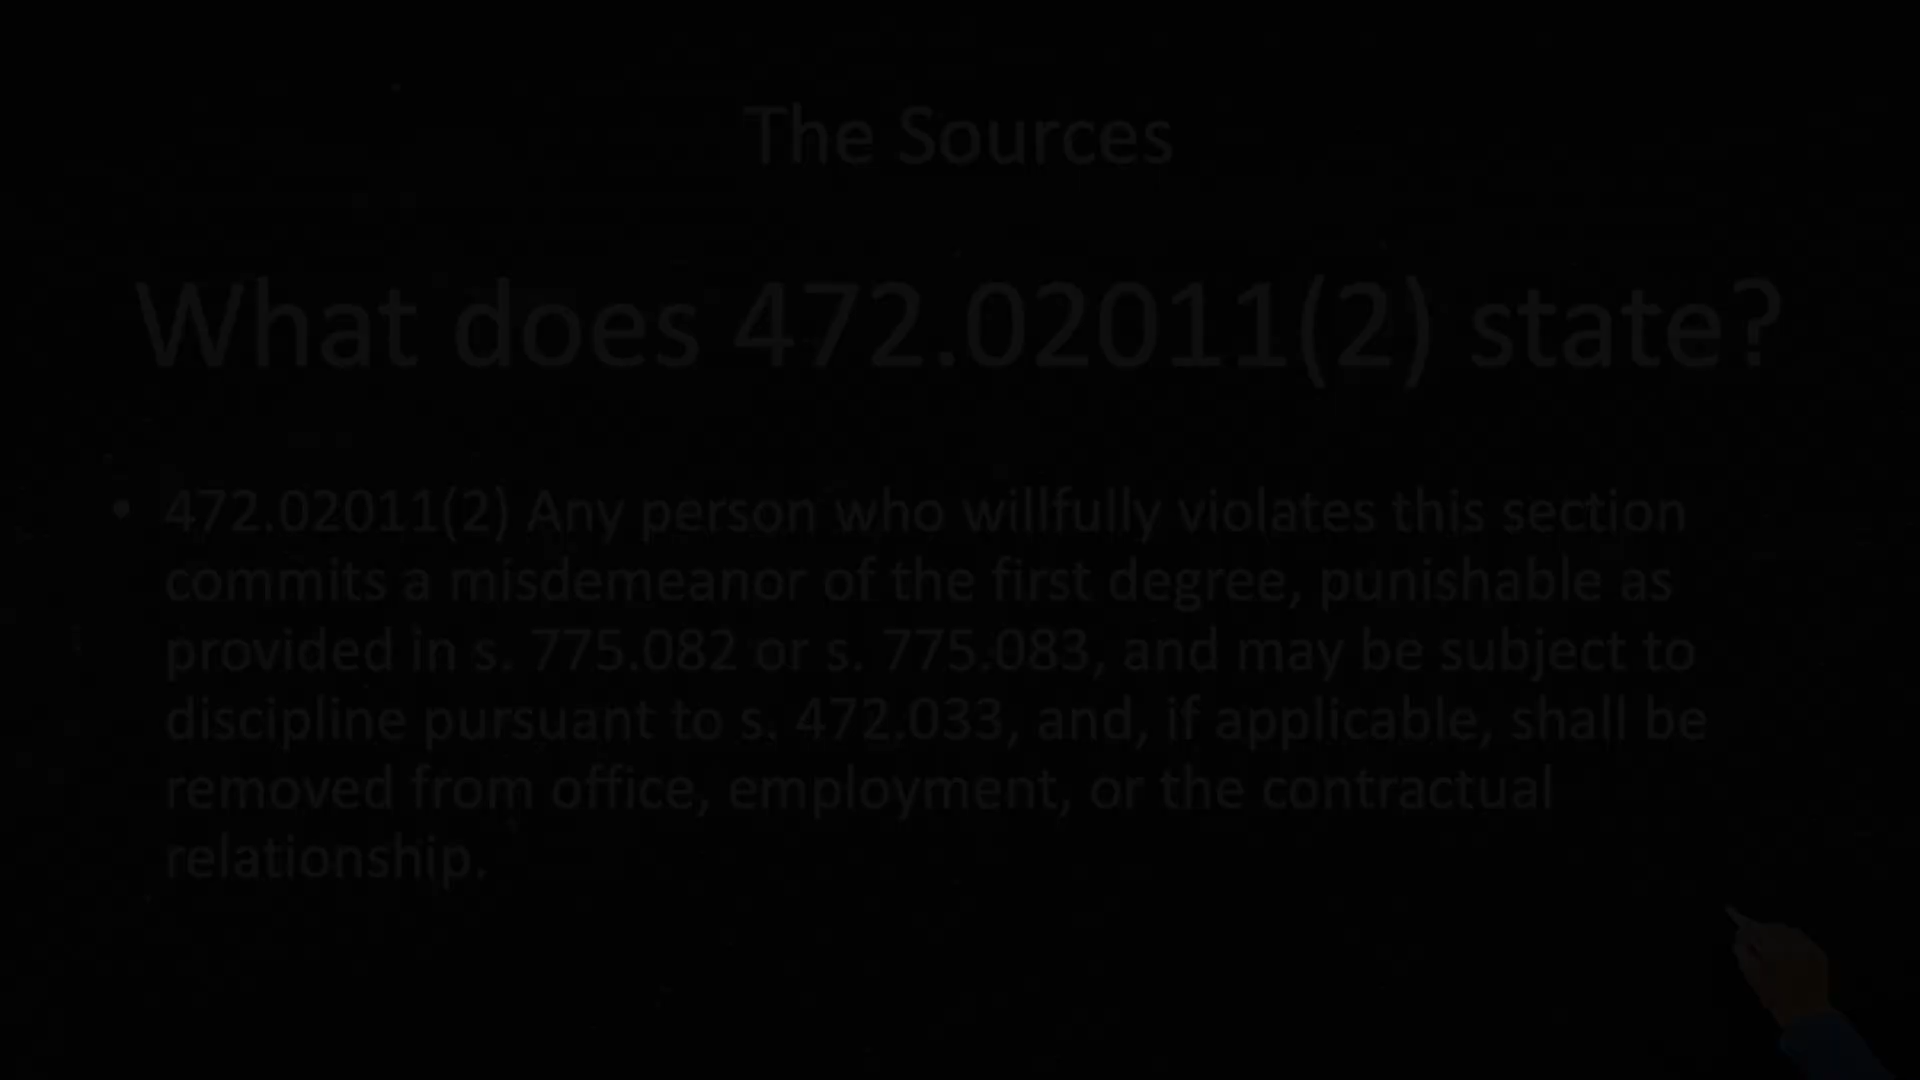 The Sources
What does 472.02011(2) state?
• 472.02011(2) Any person who willfully violates this section
commits a misdemeanor of the first degree, punishable as
provided in s. 775.082 or s. 775.083, and may be subject to
discipline pursuant to s. 472.033, and, if applicable, shall be
removed from office, employment, or the contractual
relationship.